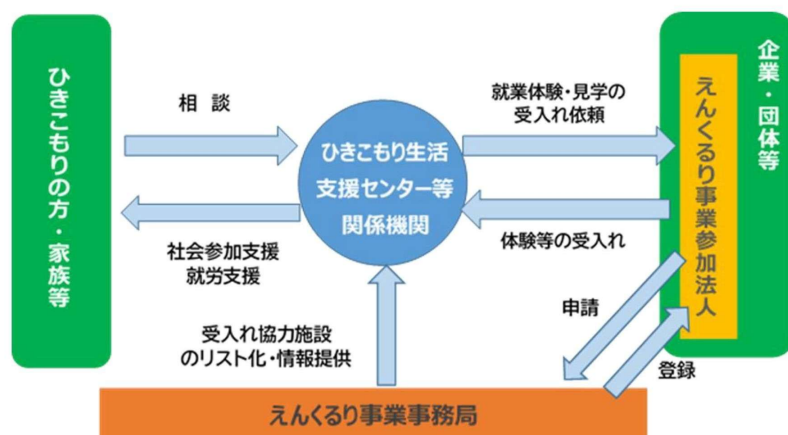 ひきこもりの方・家族等
相 談
社会参加支援
就労支援
ひきこもり生活
支援センター等
関係機関
就業体験・見学の
受入れ依頼
体験等の受入れ
企業・団体等
えんくるり事業参加法人
受入れ協力施設
のリスト化・情報提供
申請
登録
えんくるり事業事務局